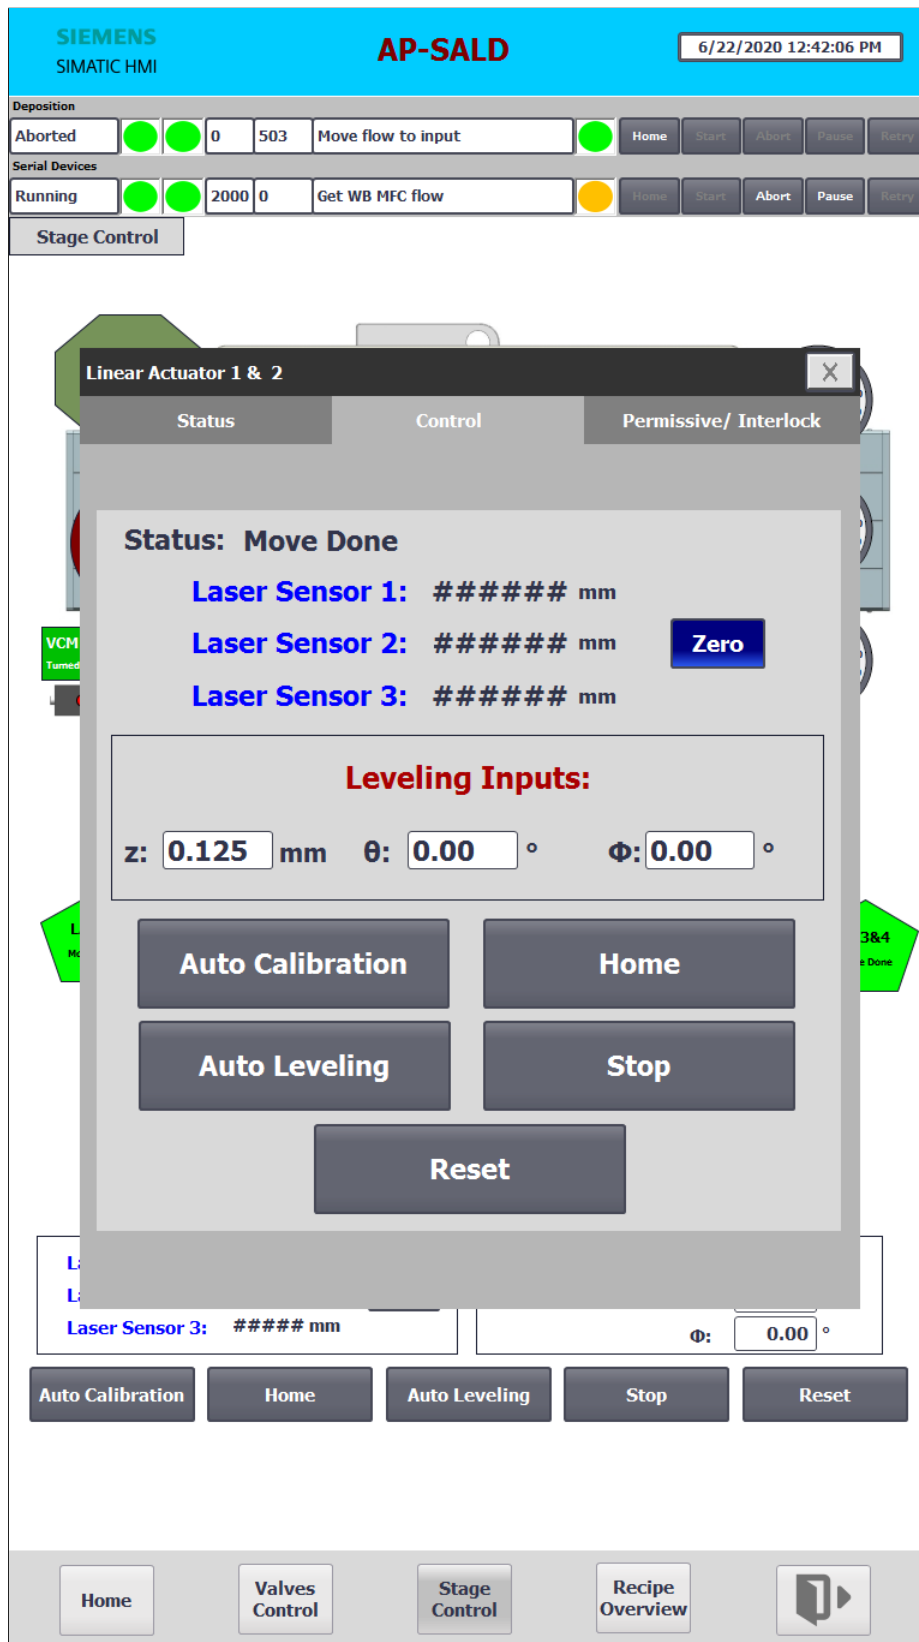 SIEMENS
SIMATIC HMI
AP-SALD
6/22/2020 12:42:06 PM
Deposition
Aborted 0 503 Move flow to input Home Start Abort Pause Retry
Serial Devices
Running 2000 0 Get WB MFC flow Home Start Abort Pause Retry
Stage Control
Linear Actuator 1 & 2 X
Status Control Permissive/ Interlock
Status: Move Done
Laser Sensor 1: ###### mm
Laser Sensor 2: ###### mm Zero
Laser Sensor 3: ###### mm
VCM
Turned
Leveling Inputs:
z: 0.125 mm θ: 0.00 ° Φ: 0.00 °
3&4
Done
Auto Calibration Home
Auto Leveling Stop
Reset
Laser Sensor 3: ##### mm
Φ: 0.00 °
Auto Calibration Home Auto Leveling Stop Reset
Home Valves Control Stage Control Recipe Overview